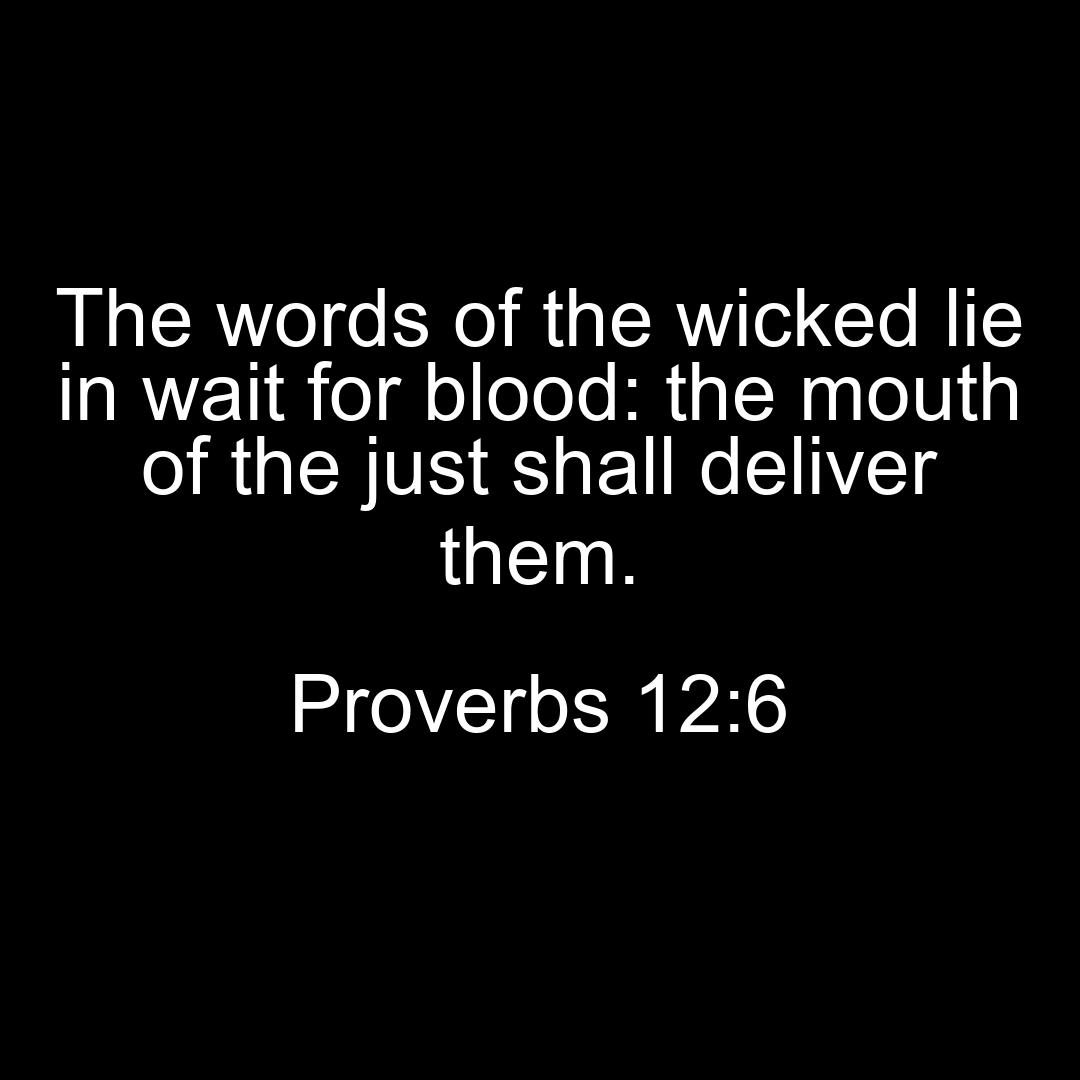 The words of the wicked lie
in wait for blood: the mouth
of the just shall deliver
them.
Proverbs 12:6